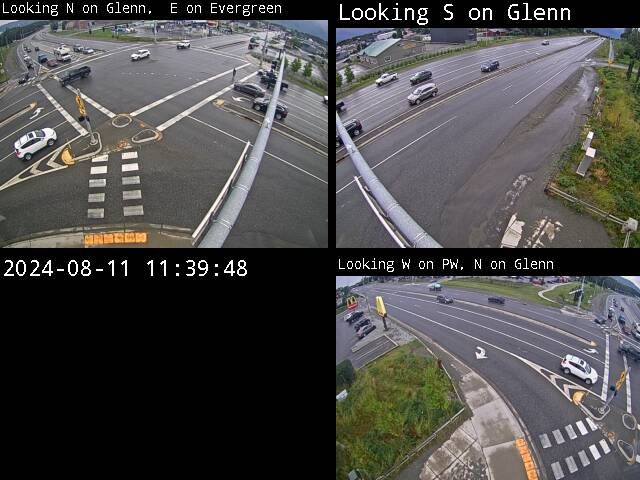 Looking N on Glenn,  E on Evergreen
Looking S on Glenn
2024-08-11 11:39:48
Looking W on PW, N on Glenn